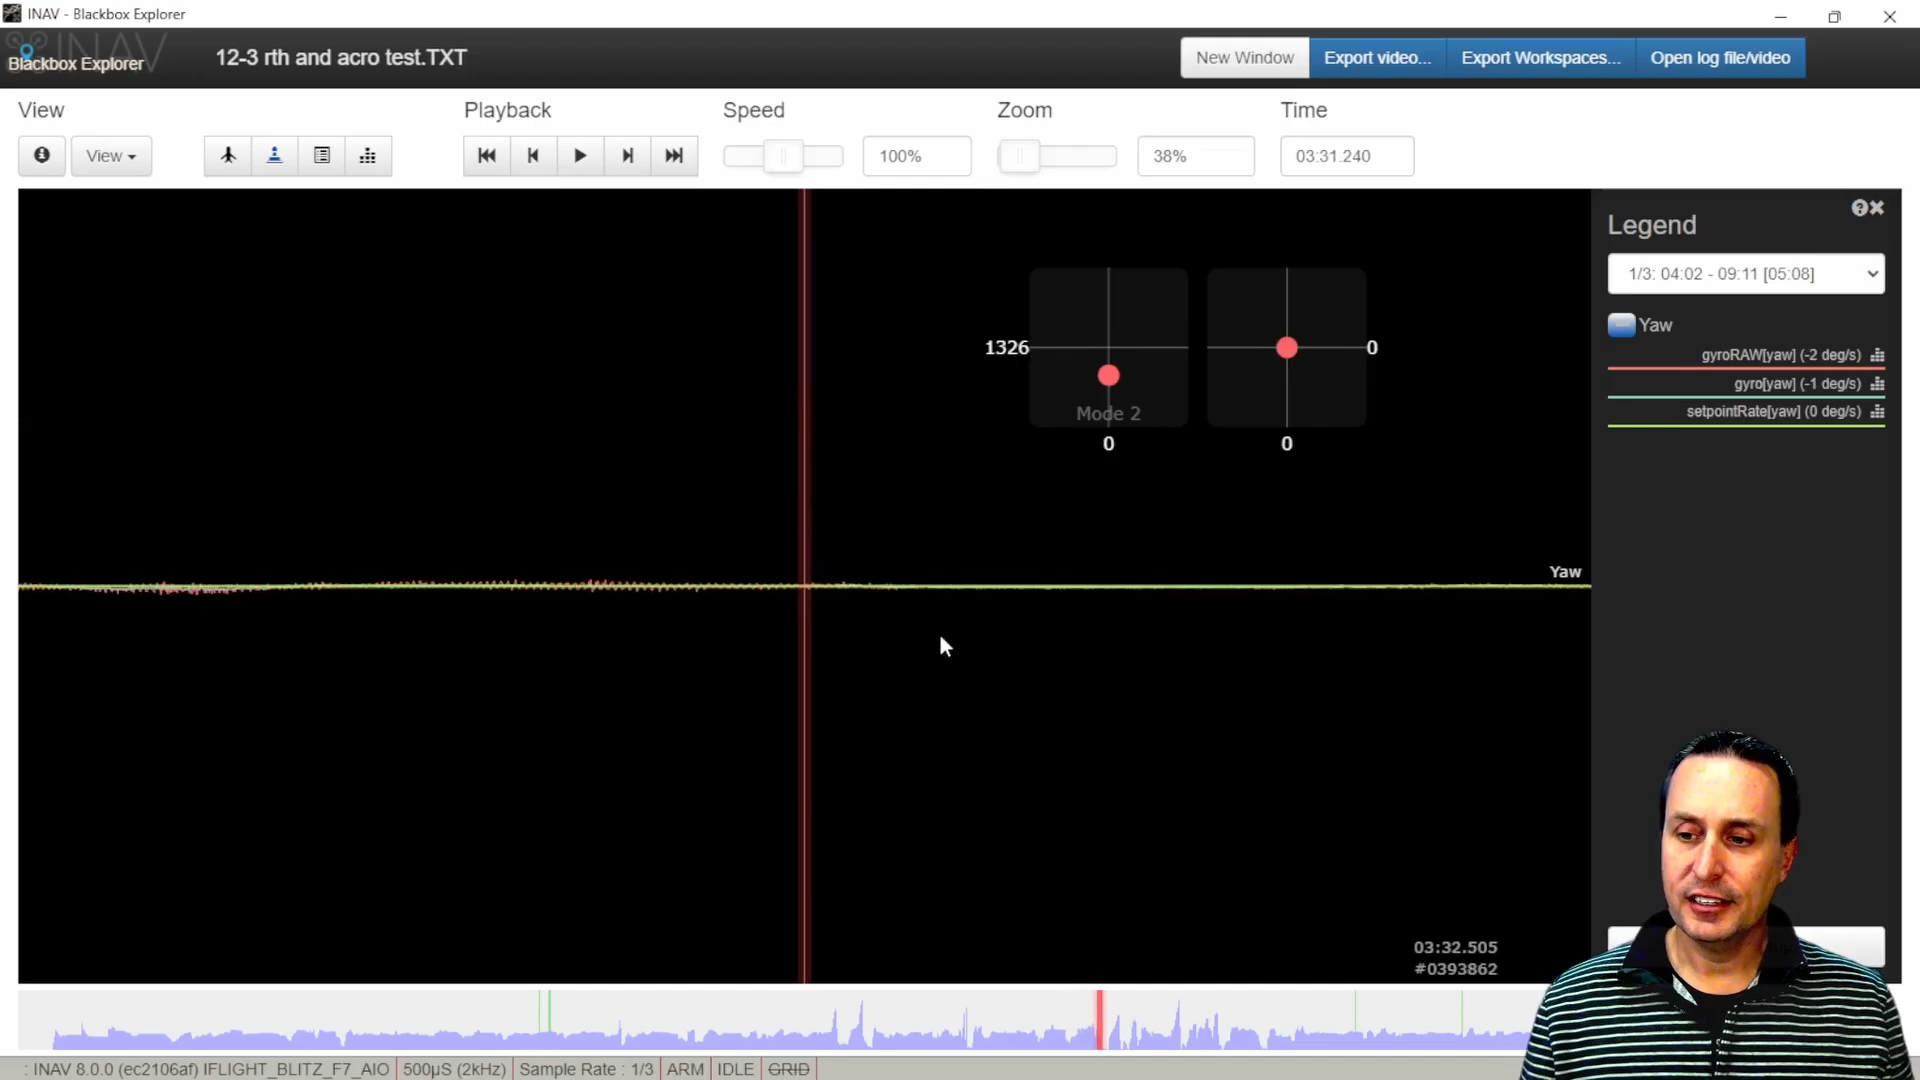 INAV - Blackbox Explorer
INAV
Blackbox Explorer
12-3 rth and acro test.TXT
New Window
Export video...
Export Workspaces...
Open log file/video
View
Playback
Speed
Zoom
Time
View
100%
38%
03:31.240
Legend
1/3: 04:02 - 09:11 [05:08]
Yaw
gyroRAW[yaw] (-2 deg/s)
gyro[yaw] (-1 deg/s)
setpointRate[yaw] (0 deg/s)
1326
0
Mode 2
0
0
Yaw
03:32.505
#0393862
: INAV 8.0.0 (ec2106af) IFLIGHT_BLITZ_F7_AIO
500µS (2kHz)
Sample Rate : 1/3
ARM
IDLE
GRID